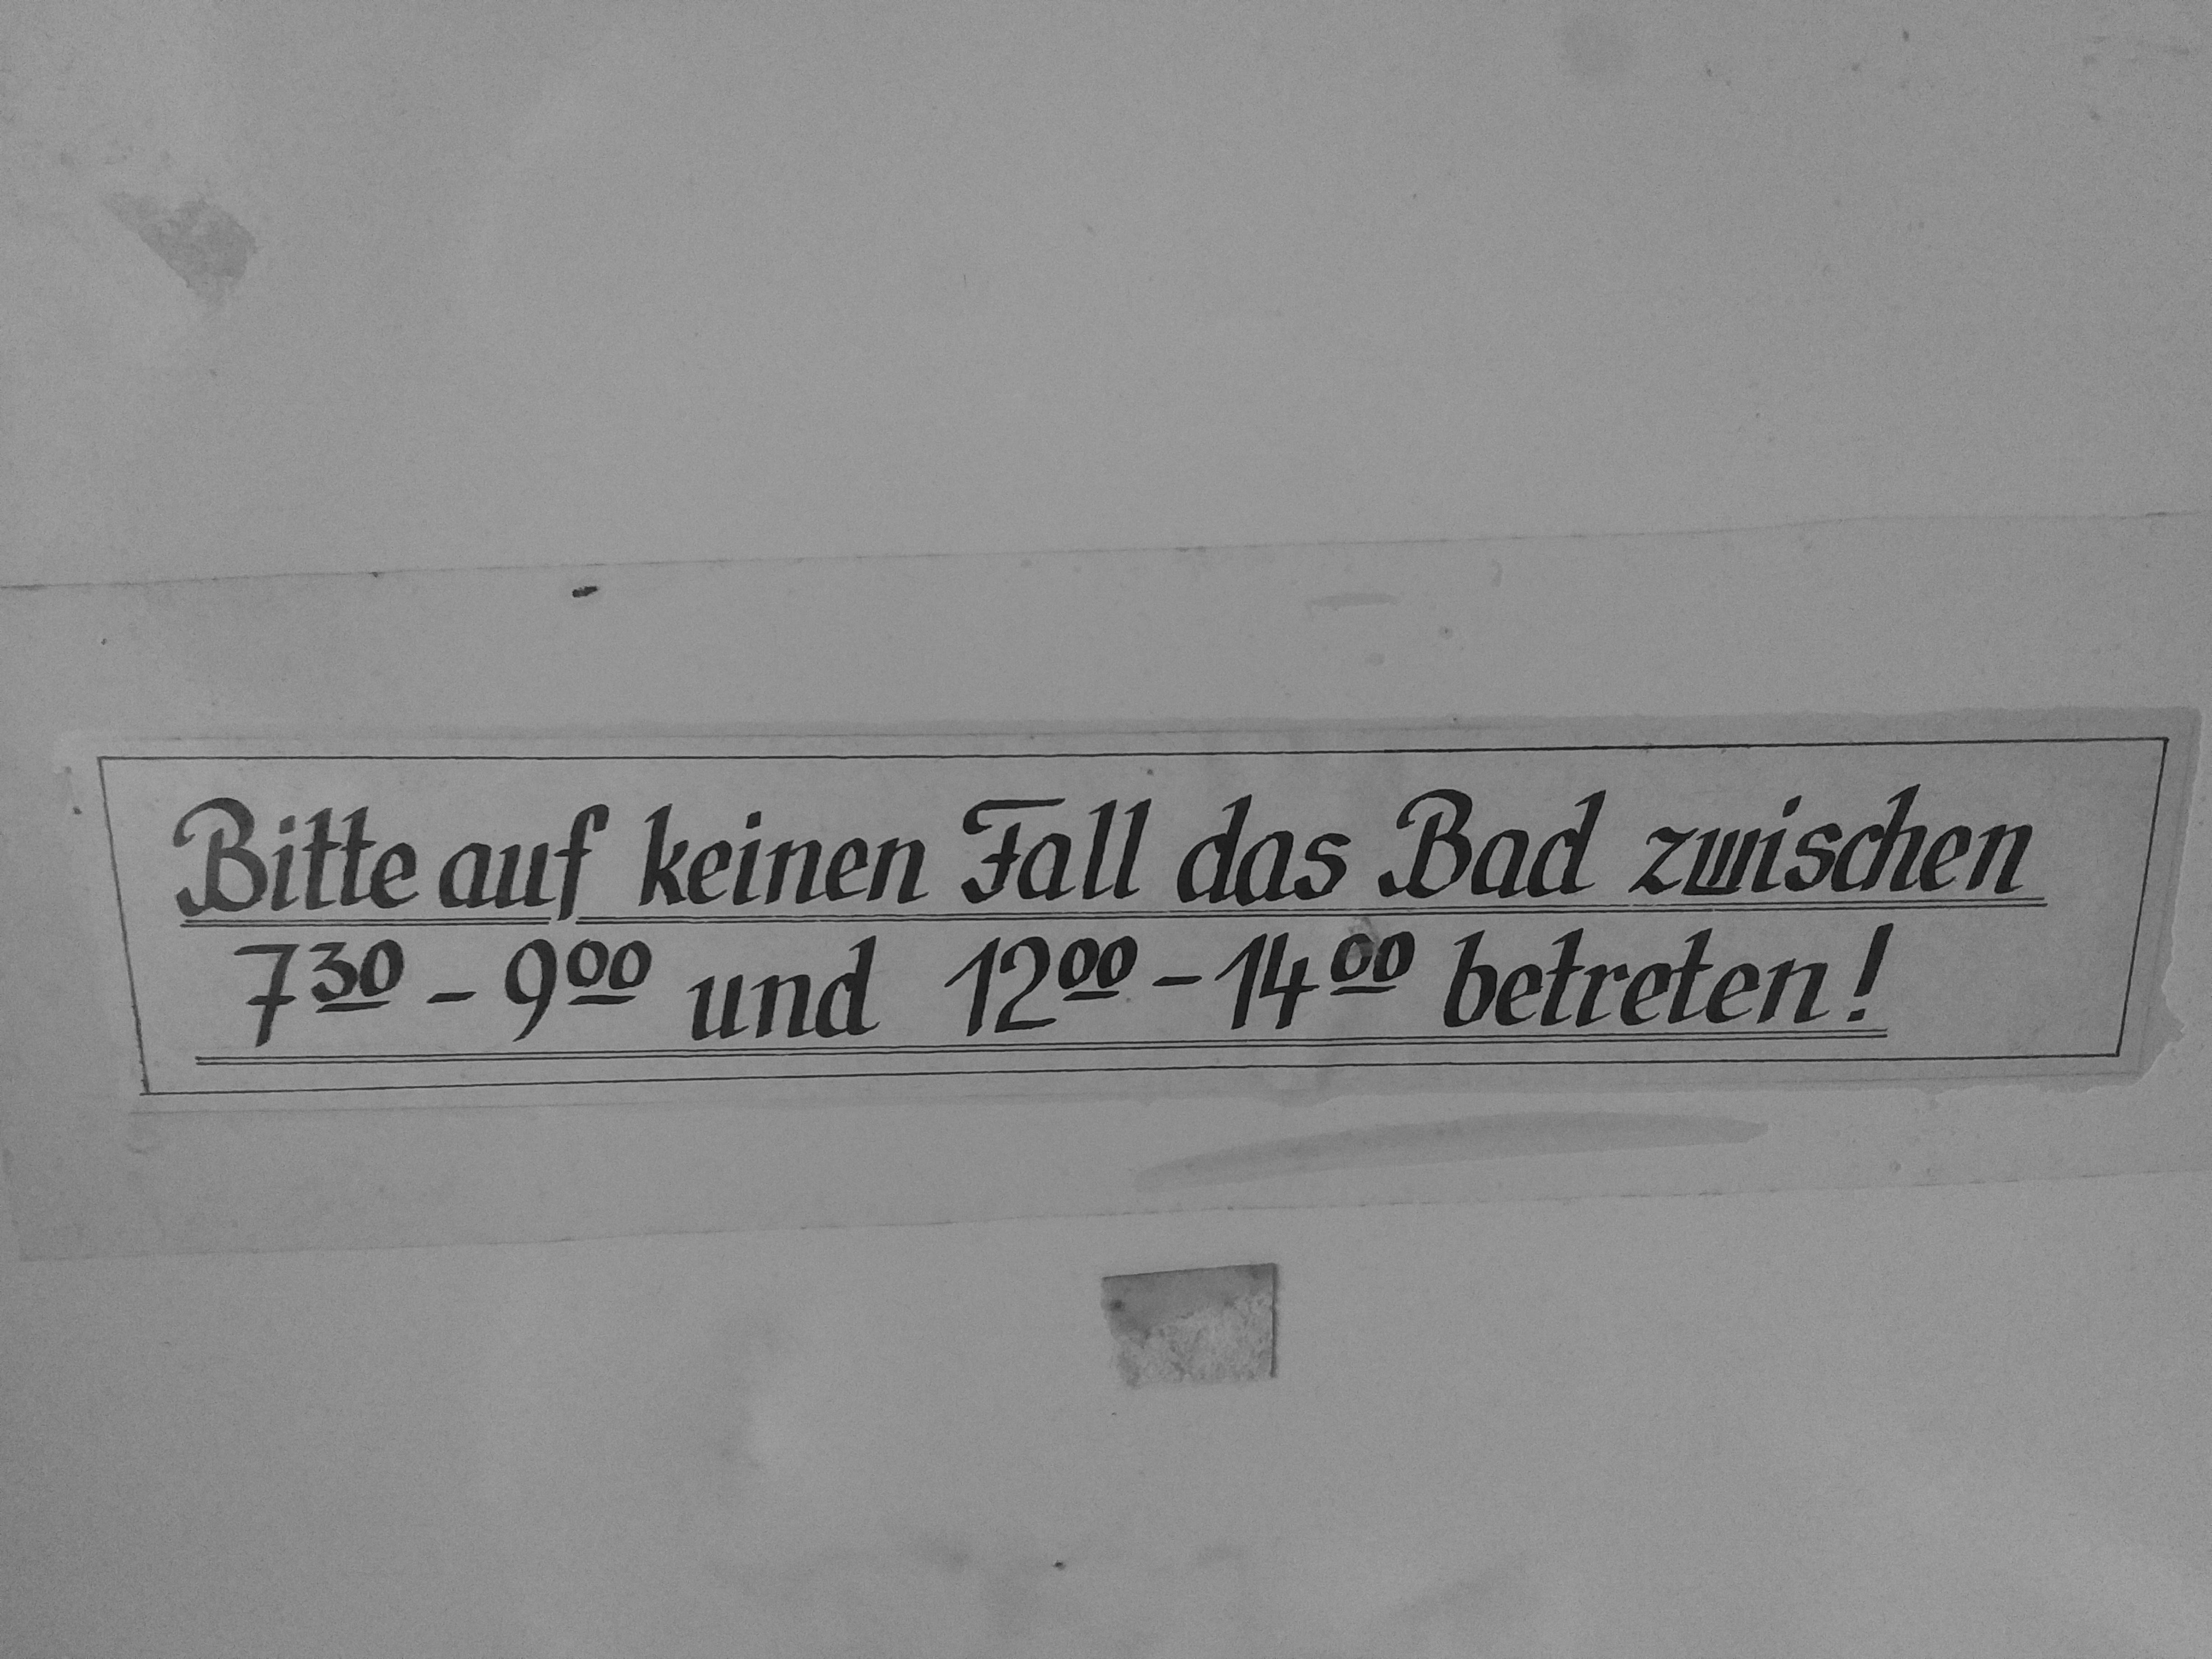 Bitte auf keinen Fall das Bad zwischen
7³⁰ - 9⁰⁰ und 12⁰⁰ - 14⁰⁰ betreten!